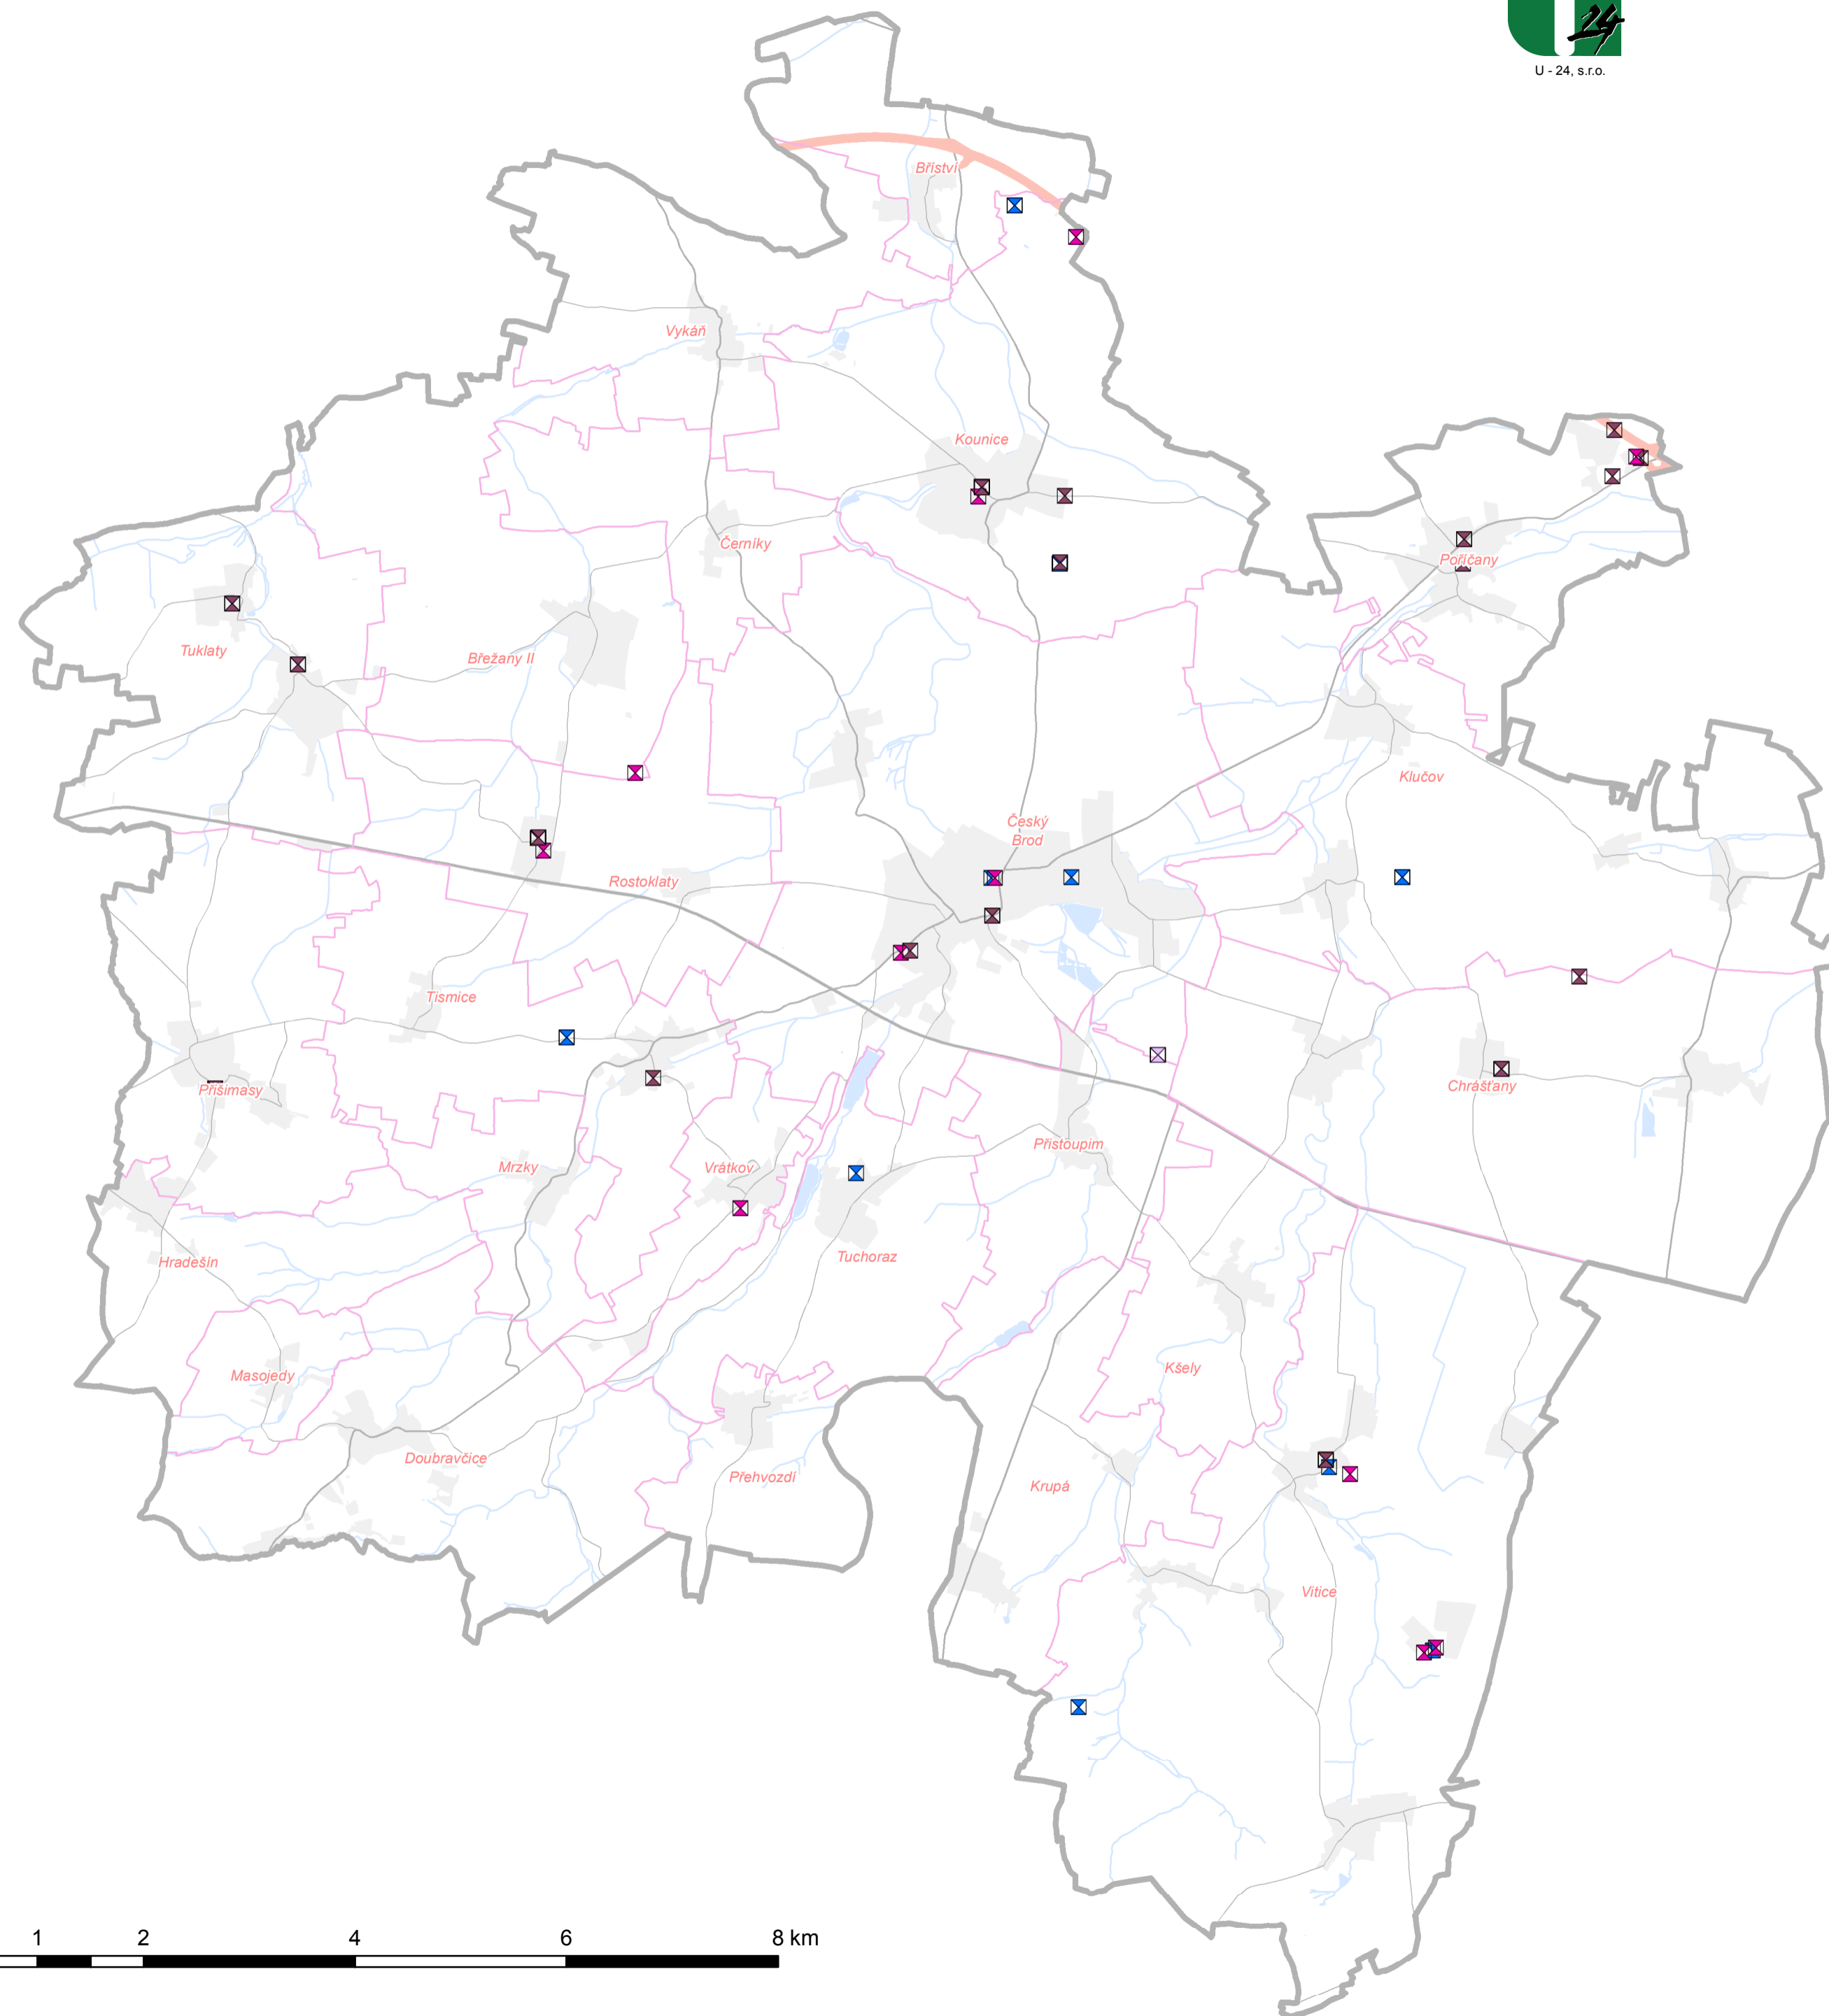 24
U - 24, s.r.o.
Bříství
Vykáň
Kounice
Černíky
Poříčany
Tuklaty
Břežany II
Klučov
Český
Brod
Rostoklaty
Tismice
Přišimasy
Chrášťany
Přistoupim
Mrzky
Vrátkov
Tuchoraz
Hradešín
Kšely
Masojedy
Doubravčice
Přehvozdí
Krupá
Vitice
1 2 4 6 8 km